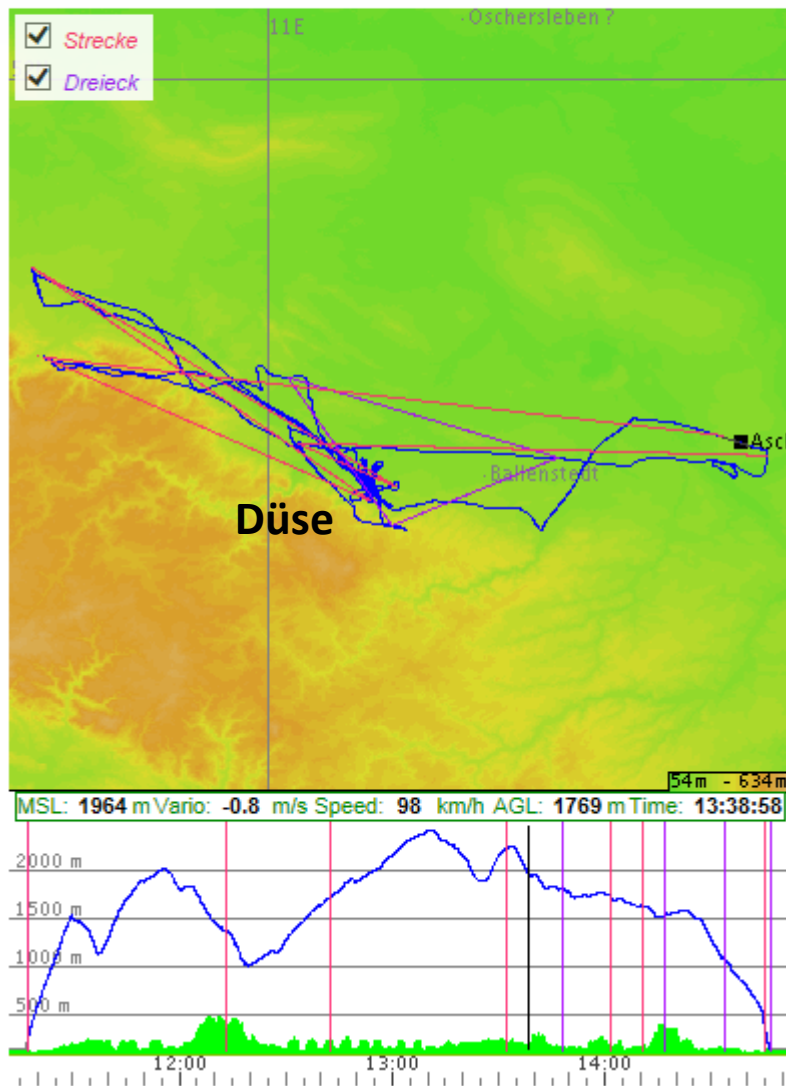 Oschersleben ?
11E
Strecke
Dreieck
Asch
Ballenstedt
Düse
54m - 634m
MSL: 1964 m Vario: -0.8 m/s Speed: 98 km/h AGL: 1769 m Time: 13:38:58
2000 m
1500 m
1000 m
500 m
12:00 13:00 14:00